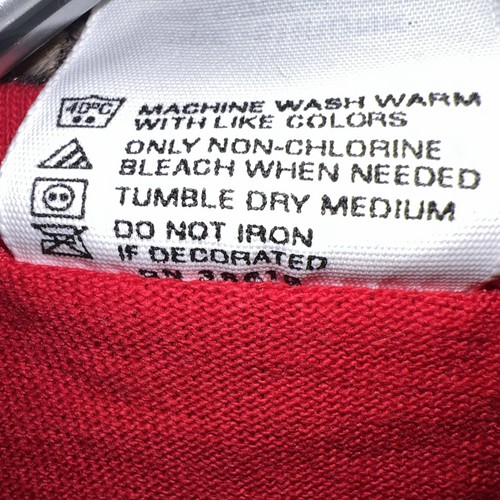 40°C MACHINE WASH WARM
WITH LIKE COLORS
ONLY NON-CHLORINE
BLEACH WHEN NEEDED
TUMBLE DRY MEDIUM
DO NOT IRON
IF DECORATED